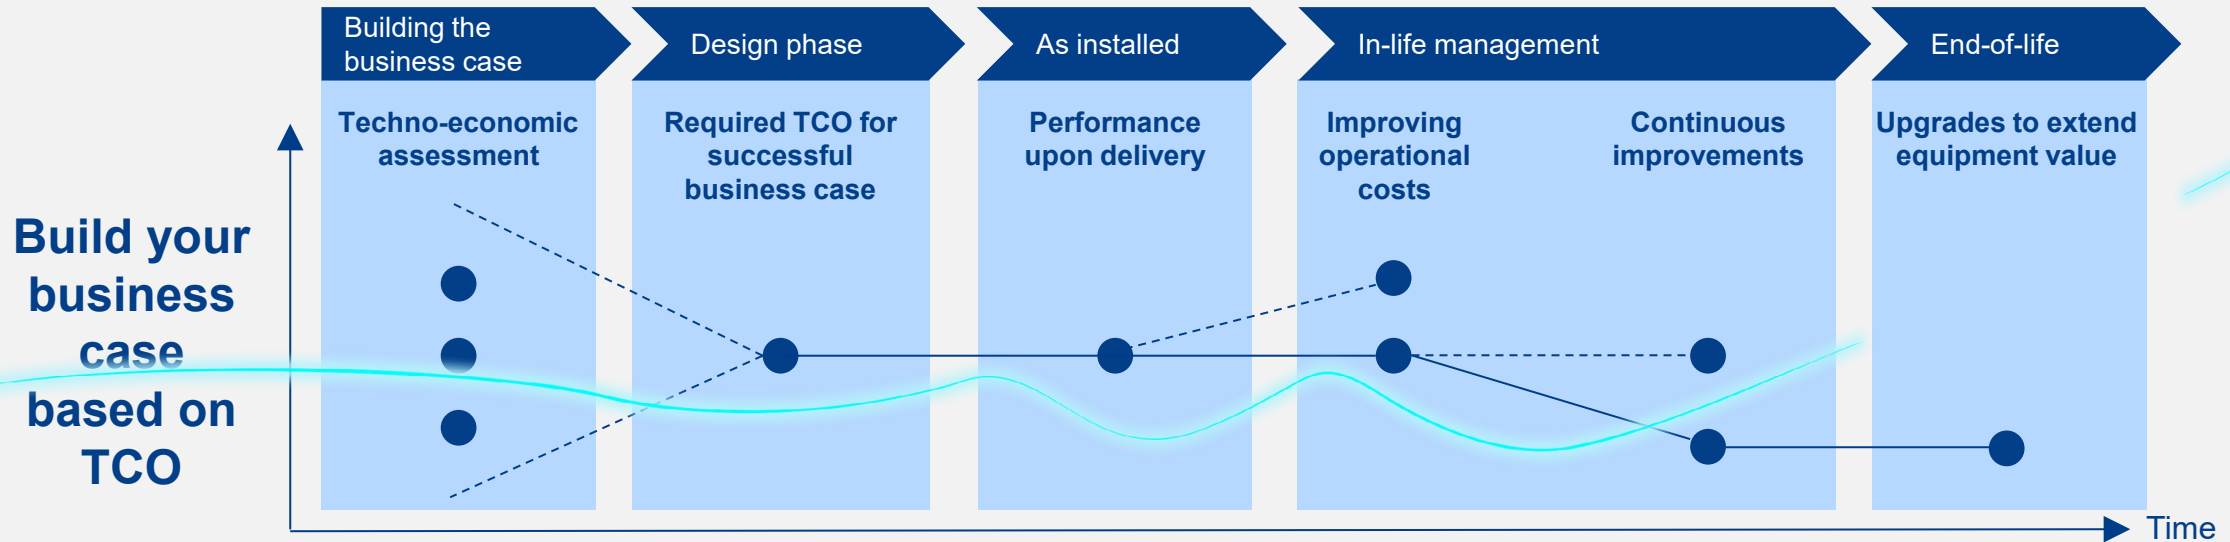 Building the
business case
Design phase
As installed
In-life management
End-of-life
Techno-economic
assessment
Required TCO for
successful
business case
Performance
upon delivery
Improving
operational
costs
Continuous
improvements
Upgrades to extend
equipment value
Build your
business
case
based on
TCO
Time